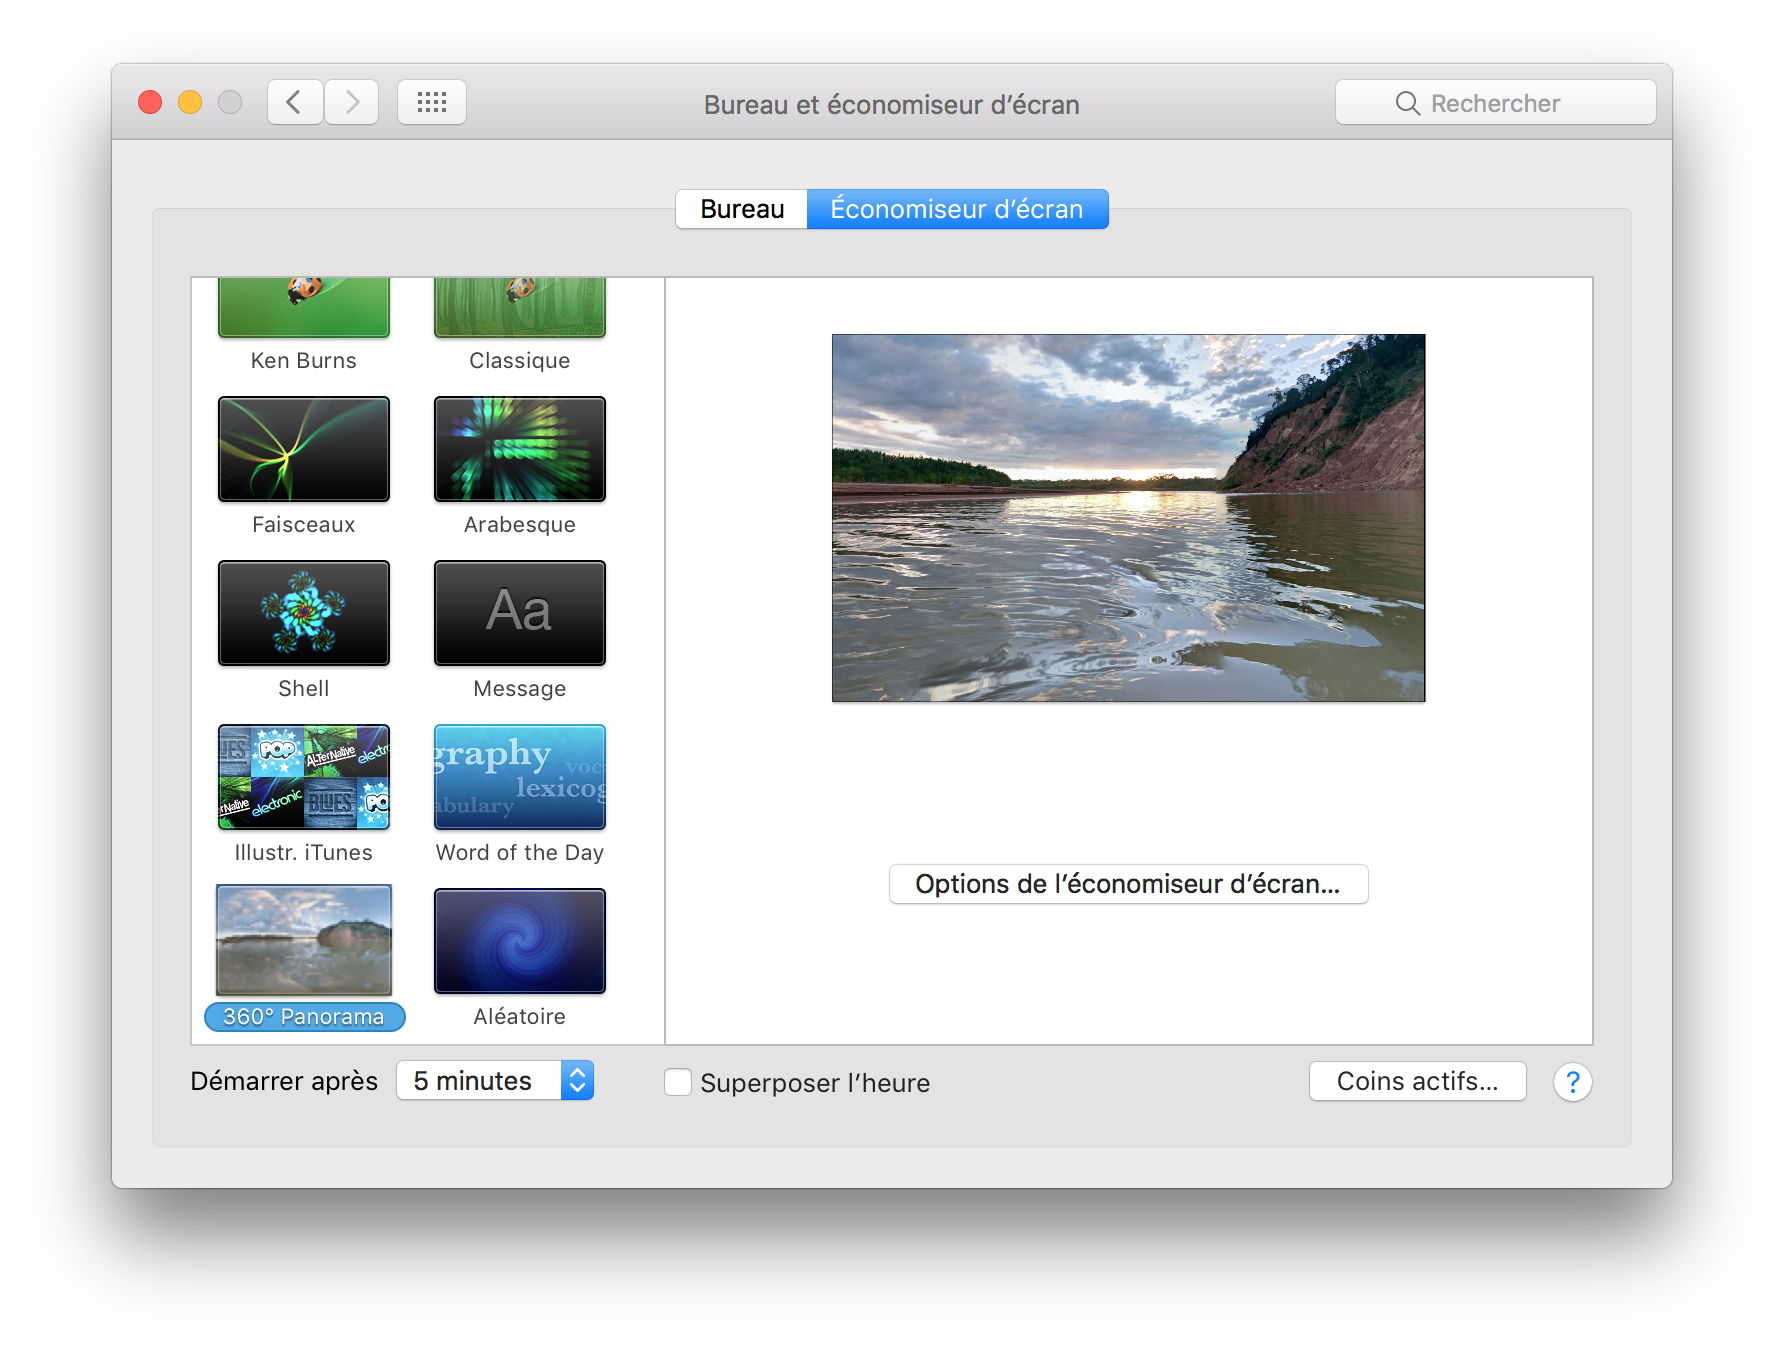 Bureau et économiseur d’écran
Rechercher
Bureau
Économiseur d’écran
Ken Burns
Classique
Faisceaux
Arabesque
Aa
Shell
Message
POP
ALTerNative
electronic
BLUES
graphy
lexicog
abulary
Illustr. iTunes
Word of the Day
360° Panorama
Aléatoire
Options de l’économiseur d’écran...
Démarrer après
5 minutes
Superposer l’heure
Coins actifs...
?